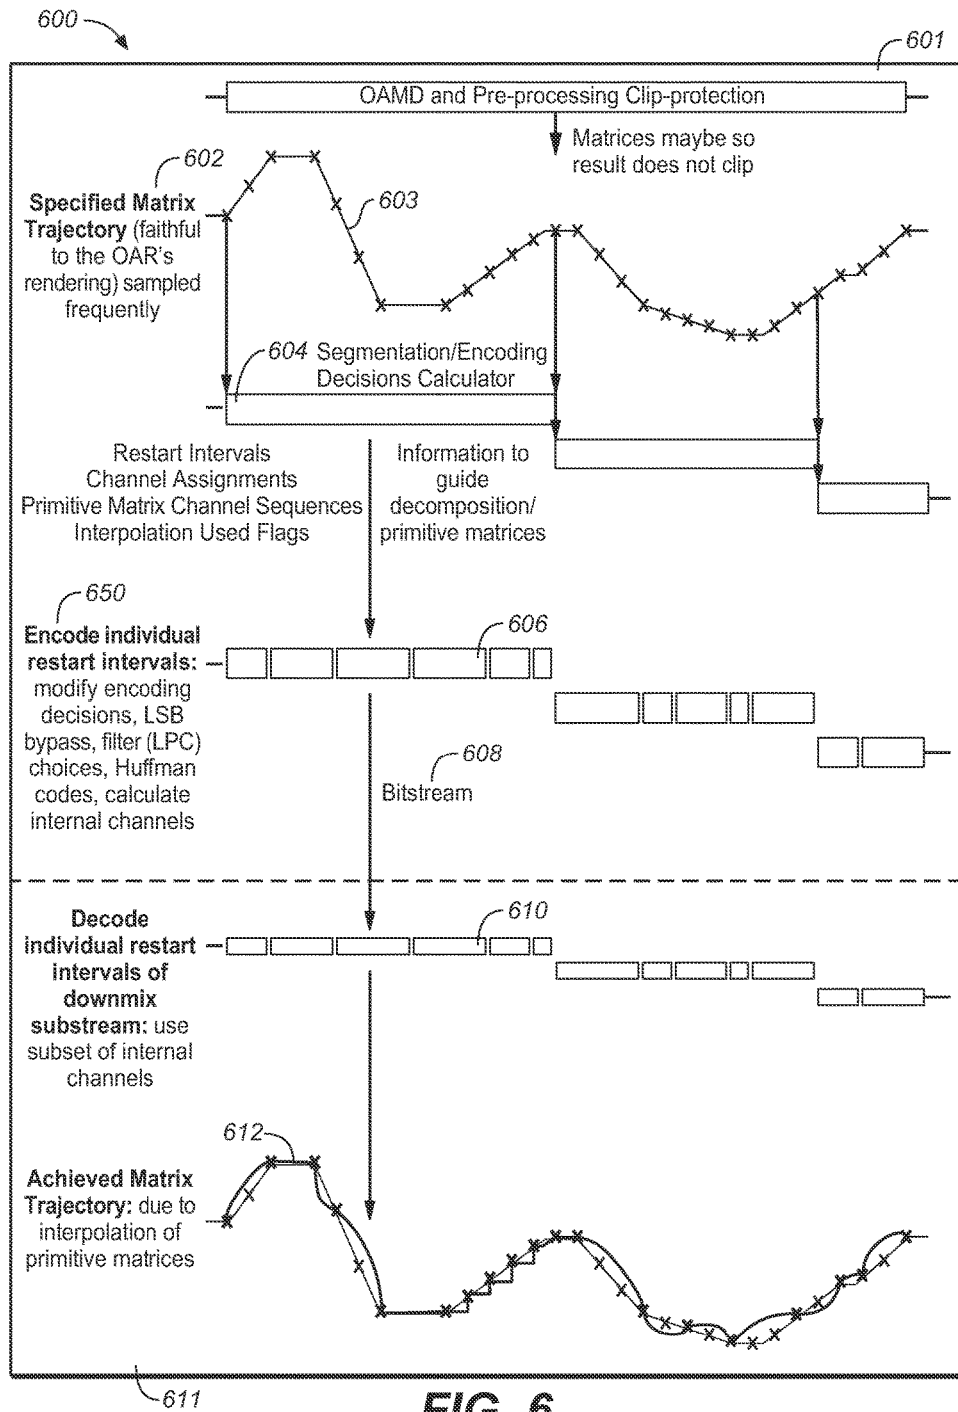 600
601
OAMD and Pre-processing Clip-protection
Matrices maybe so
result does not clip
602
603
Specified Matrix
Trajectory (faithful
to the OAR's
rendering) sampled
frequently
604 Segmentation/Encoding
Decisions Calculator
Restart Intervals
Channel Assignments
Primitive Matrix Channel Sequences
Interpolation Used Flags
Information to
guide
decomposition/
primitive matrices
650
Encode individual
restart intervals:
modify encoding
decisions, LSB
bypass, filter (LPC)
choices, Huffman
codes, calculate
internal channels
606
608
Bitstream
Decode
individual restart
intervals of
downmix
substream: use
subset of internal
channels
610
612
Achieved Matrix
Trajectory: due to
interpolation of
primitive matrices
611
FIG. 6